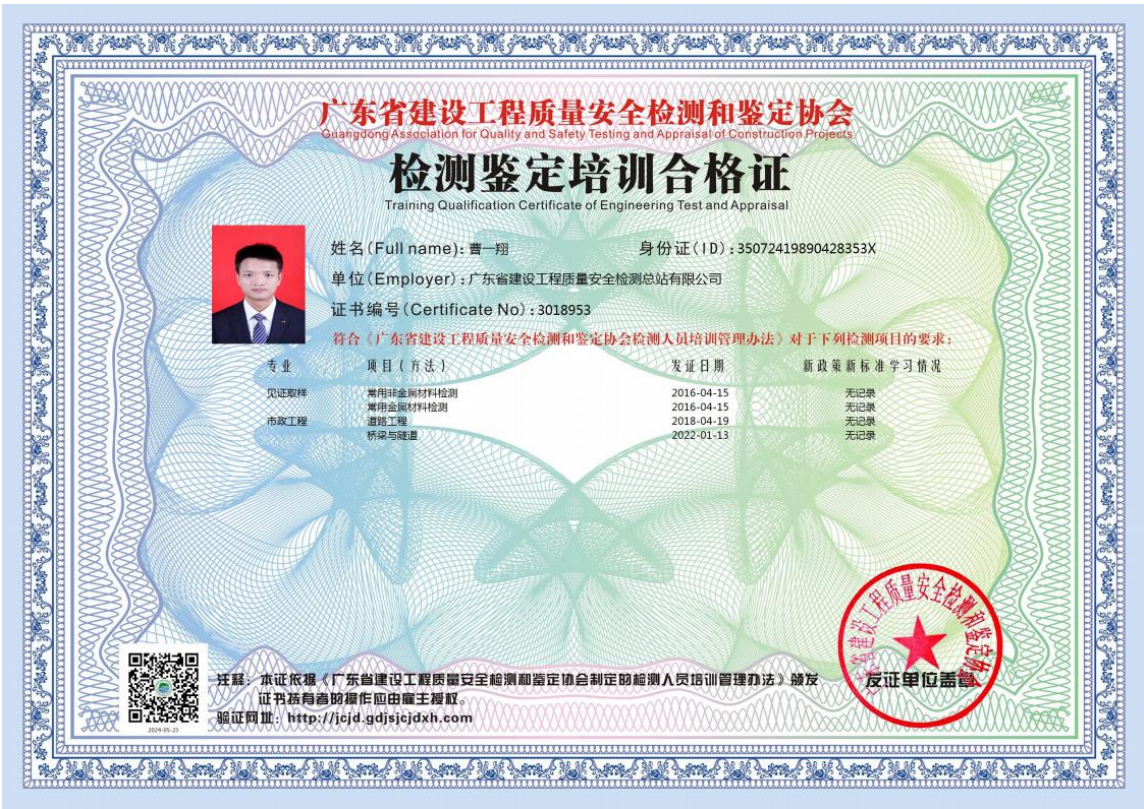 广东省建设工程质量安全检测和鉴定协会
Guangdong Association for Quality and Safety Testing and Appraisal of Construction Projects
检测鉴定培训合格证
Training Qualification Certificate of Engineering Test and Appraisal
姓名(Full name): 曹一翔 身份证(ID): 35072419890428353X
单位(Employer): 广东省建设工程质量安全检测总站有限公司
证书编号(Certificate No): 3018953
符合《广东省建设工程质量安全检测和鉴定协会检测人员培训管理办法》对于下列检测项目的要求:
专业 项目(方法) 发证日期 新政策新标准学习情况
见证取样 常用非金属材料检测 2016-04-15 无记录
常用金属材料检测 2016-04-15 无记录
市政工程 道路工程 2018-04-19 无记录
桥梁与隧道 2022-01-13 无记录
广东省建设工程质量安全检测和鉴定协会
发证单位盖章
注释: 本证依据《广东省建设工程质量安全检测和鉴定协会制定的检测人员培训管理办法》颁发
证书持有者的操作应由雇主授权。
验证网址: http://jcjd.gdjsjcjdxh.com
2024-05-23